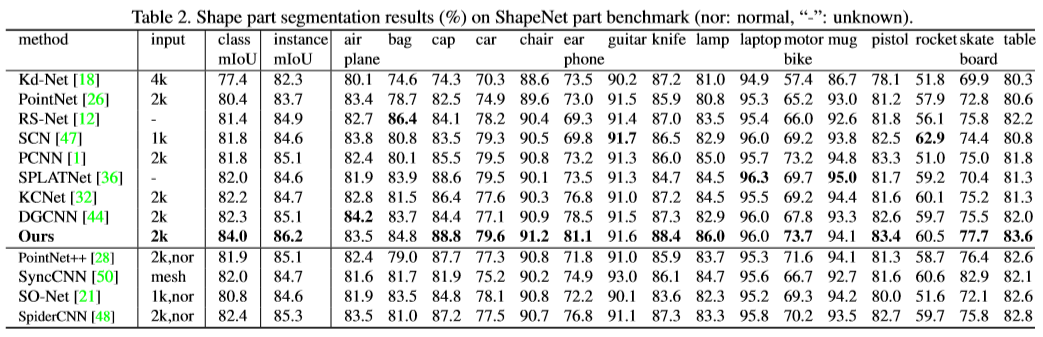 Table 2. Shape part segmentation results (%) on ShapeNet part benchmark (nor: normal, “-”: unknown).
method input class instance air bag cap car chair ear guitar knife lamp laptop motor mug pistol rocket skate table
mIoU mIoU plane phone bike board
Kd-Net [18] 4k 77.4 82.3 80.1 74.6 74.3 70.3 88.6 73.5 90.2 87.2 81.0 94.9 57.4 86.7 78.1 51.8 69.9 80.3
PointNet [26] 2k 80.4 83.7 83.4 78.7 82.5 74.9 89.6 73.0 91.5 85.9 80.8 95.3 65.2 93.0 81.2 57.9 72.8 80.6
RS-Net [12] - 81.4 84.9 82.7 86.4 84.1 78.2 90.4 69.3 91.4 87.0 83.5 95.4 66.0 92.6 81.8 56.1 75.8 82.2
SCN [47] 1k 81.8 84.6 83.8 80.8 83.5 79.3 90.5 69.8 91.7 86.5 82.9 96.0 69.2 93.8 82.5 62.9 74.4 80.8
PCNN [1] 2k 81.8 85.1 82.4 80.1 85.5 79.5 90.8 73.2 91.3 86.0 85.0 95.7 73.2 94.8 83.3 51.0 75.0 81.8
SPLATNet [36] - 82.0 84.6 81.9 83.9 88.6 79.5 90.1 73.5 91.3 84.7 84.5 96.3 69.7 95.0 81.7 59.2 70.4 81.3
KCNet [32] 2k 82.2 84.7 82.8 81.5 86.4 77.6 90.3 76.8 91.0 87.2 84.5 95.5 69.2 94.4 81.6 60.1 75.2 81.3
DGCNN [44] 2k 82.3 85.1 84.2 83.7 84.4 77.1 90.9 78.5 91.5 87.3 82.9 96.0 67.8 93.3 82.6 59.7 75.5 82.0
Ours 2k 84.0 86.2 83.5 84.8 88.8 79.6 91.2 81.1 91.6 88.4 86.0 96.0 73.7 94.1 83.4 60.5 77.7 83.6
PointNet++ [28] 2k,nor 81.9 85.1 82.4 79.0 87.7 77.3 90.8 71.8 91.0 85.9 83.7 95.3 71.6 94.1 81.3 58.7 76.4 82.6
SyncCNN [50] mesh 82.0 84.7 81.6 81.7 81.9 75.2 90.2 74.9 93.0 86.1 84.7 95.6 66.7 92.7 81.6 60.6 82.9 82.1
SO-Net [21] 1k,nor 80.8 84.6 81.9 83.5 84.8 78.1 90.8 72.2 90.1 83.6 82.3 95.2 69.3 94.2 80.0 51.6 72.1 82.6
SpiderCNN [48] 2k,nor 82.4 85.3 83.5 81.0 87.2 77.5 90.7 76.8 91.1 87.3 83.3 95.8 70.2 93.5 82.7 59.7 75.8 82.8